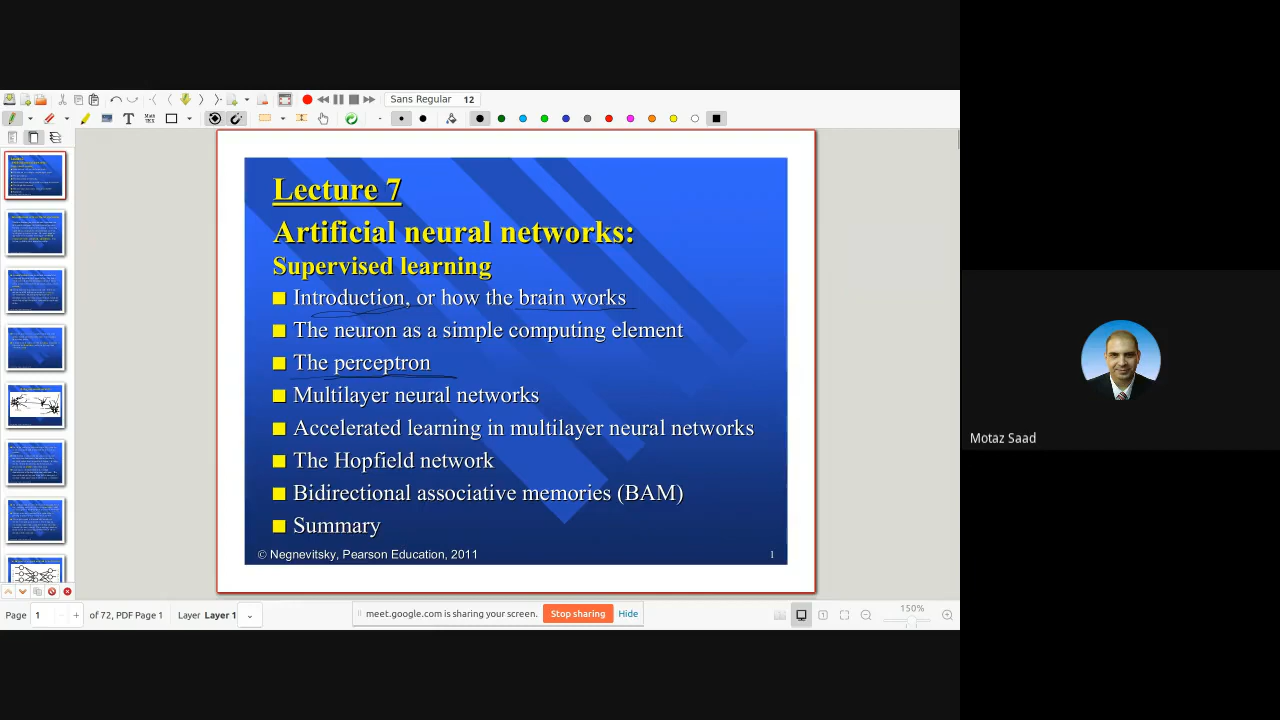 Sans Regular 12
Lecture 7
Artificial neural networks:
Supervised learning
Introduction, or how the brain works
The neuron as a simple computing element
The perceptron
Multilayer neural networks
Accelerated learning in multilayer neural networks
The Hopfield network
Bidirectional associative memories (BAM)
Summary
© Negnevitsky, Pearson Education, 2011 1
Motaz Saad
Page 1 of 72, PDF Page 1 Layer Layer 1
meet.google.com is sharing your screen. Stop sharing Hide
150%